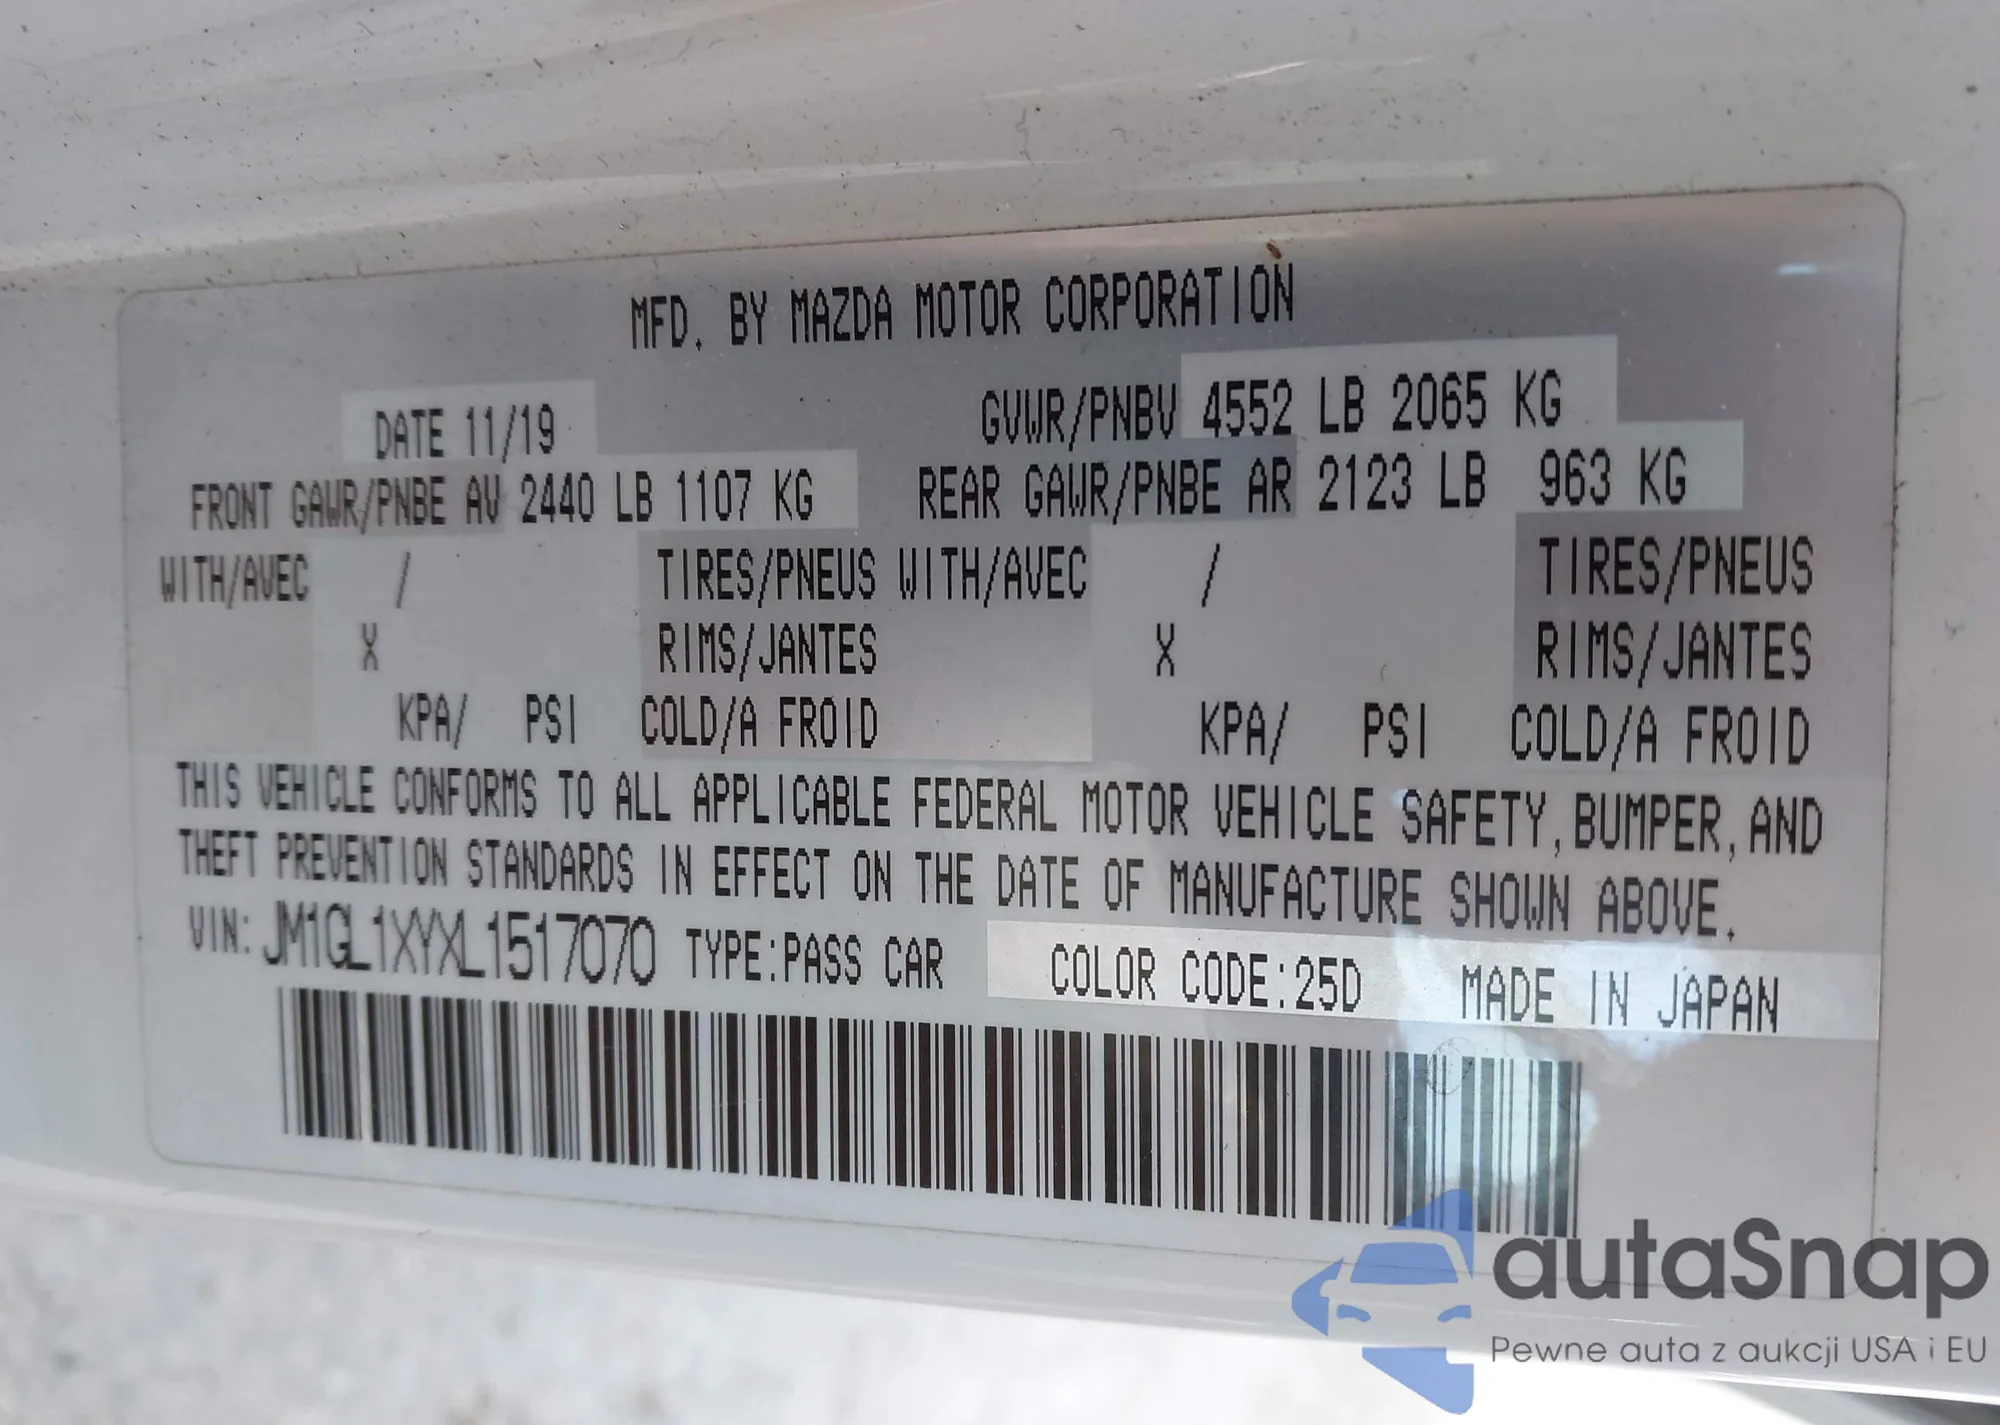 MFD. BY MAZDA MOTOR CORPORATION
DATE 11/19 GVWR/PNBV 4552 LB 2065 KG
FRONT GAWR/PNBE AV 2440 LB 1107 KG REAR GAWR/PNBE AR 2123 LB 963 KG
WITH/AVEC / TIRES/PNEUS WITH/AVEC / TIRES/PNEUS
X RIMS/JANTES X RIMS/JANTES
KPA/ PSI COLD/A FROID KPA/ PSI COLD/A FROID
THIS VEHICLE CONFORMS TO ALL APPLICABLE FEDERAL MOTOR VEHICLE SAFETY, BUMPER, AND
THEFT PREVENTION STANDARDS IN EFFECT ON THE DATE OF MANUFACTURE SHOWN ABOVE.
VIN: JM1GL1XYXL1517070 TYPE:PASS CAR COLOR CODE:25D MADE IN JAPAN
autaSnap
Pewne auta z aukcji USA i EU